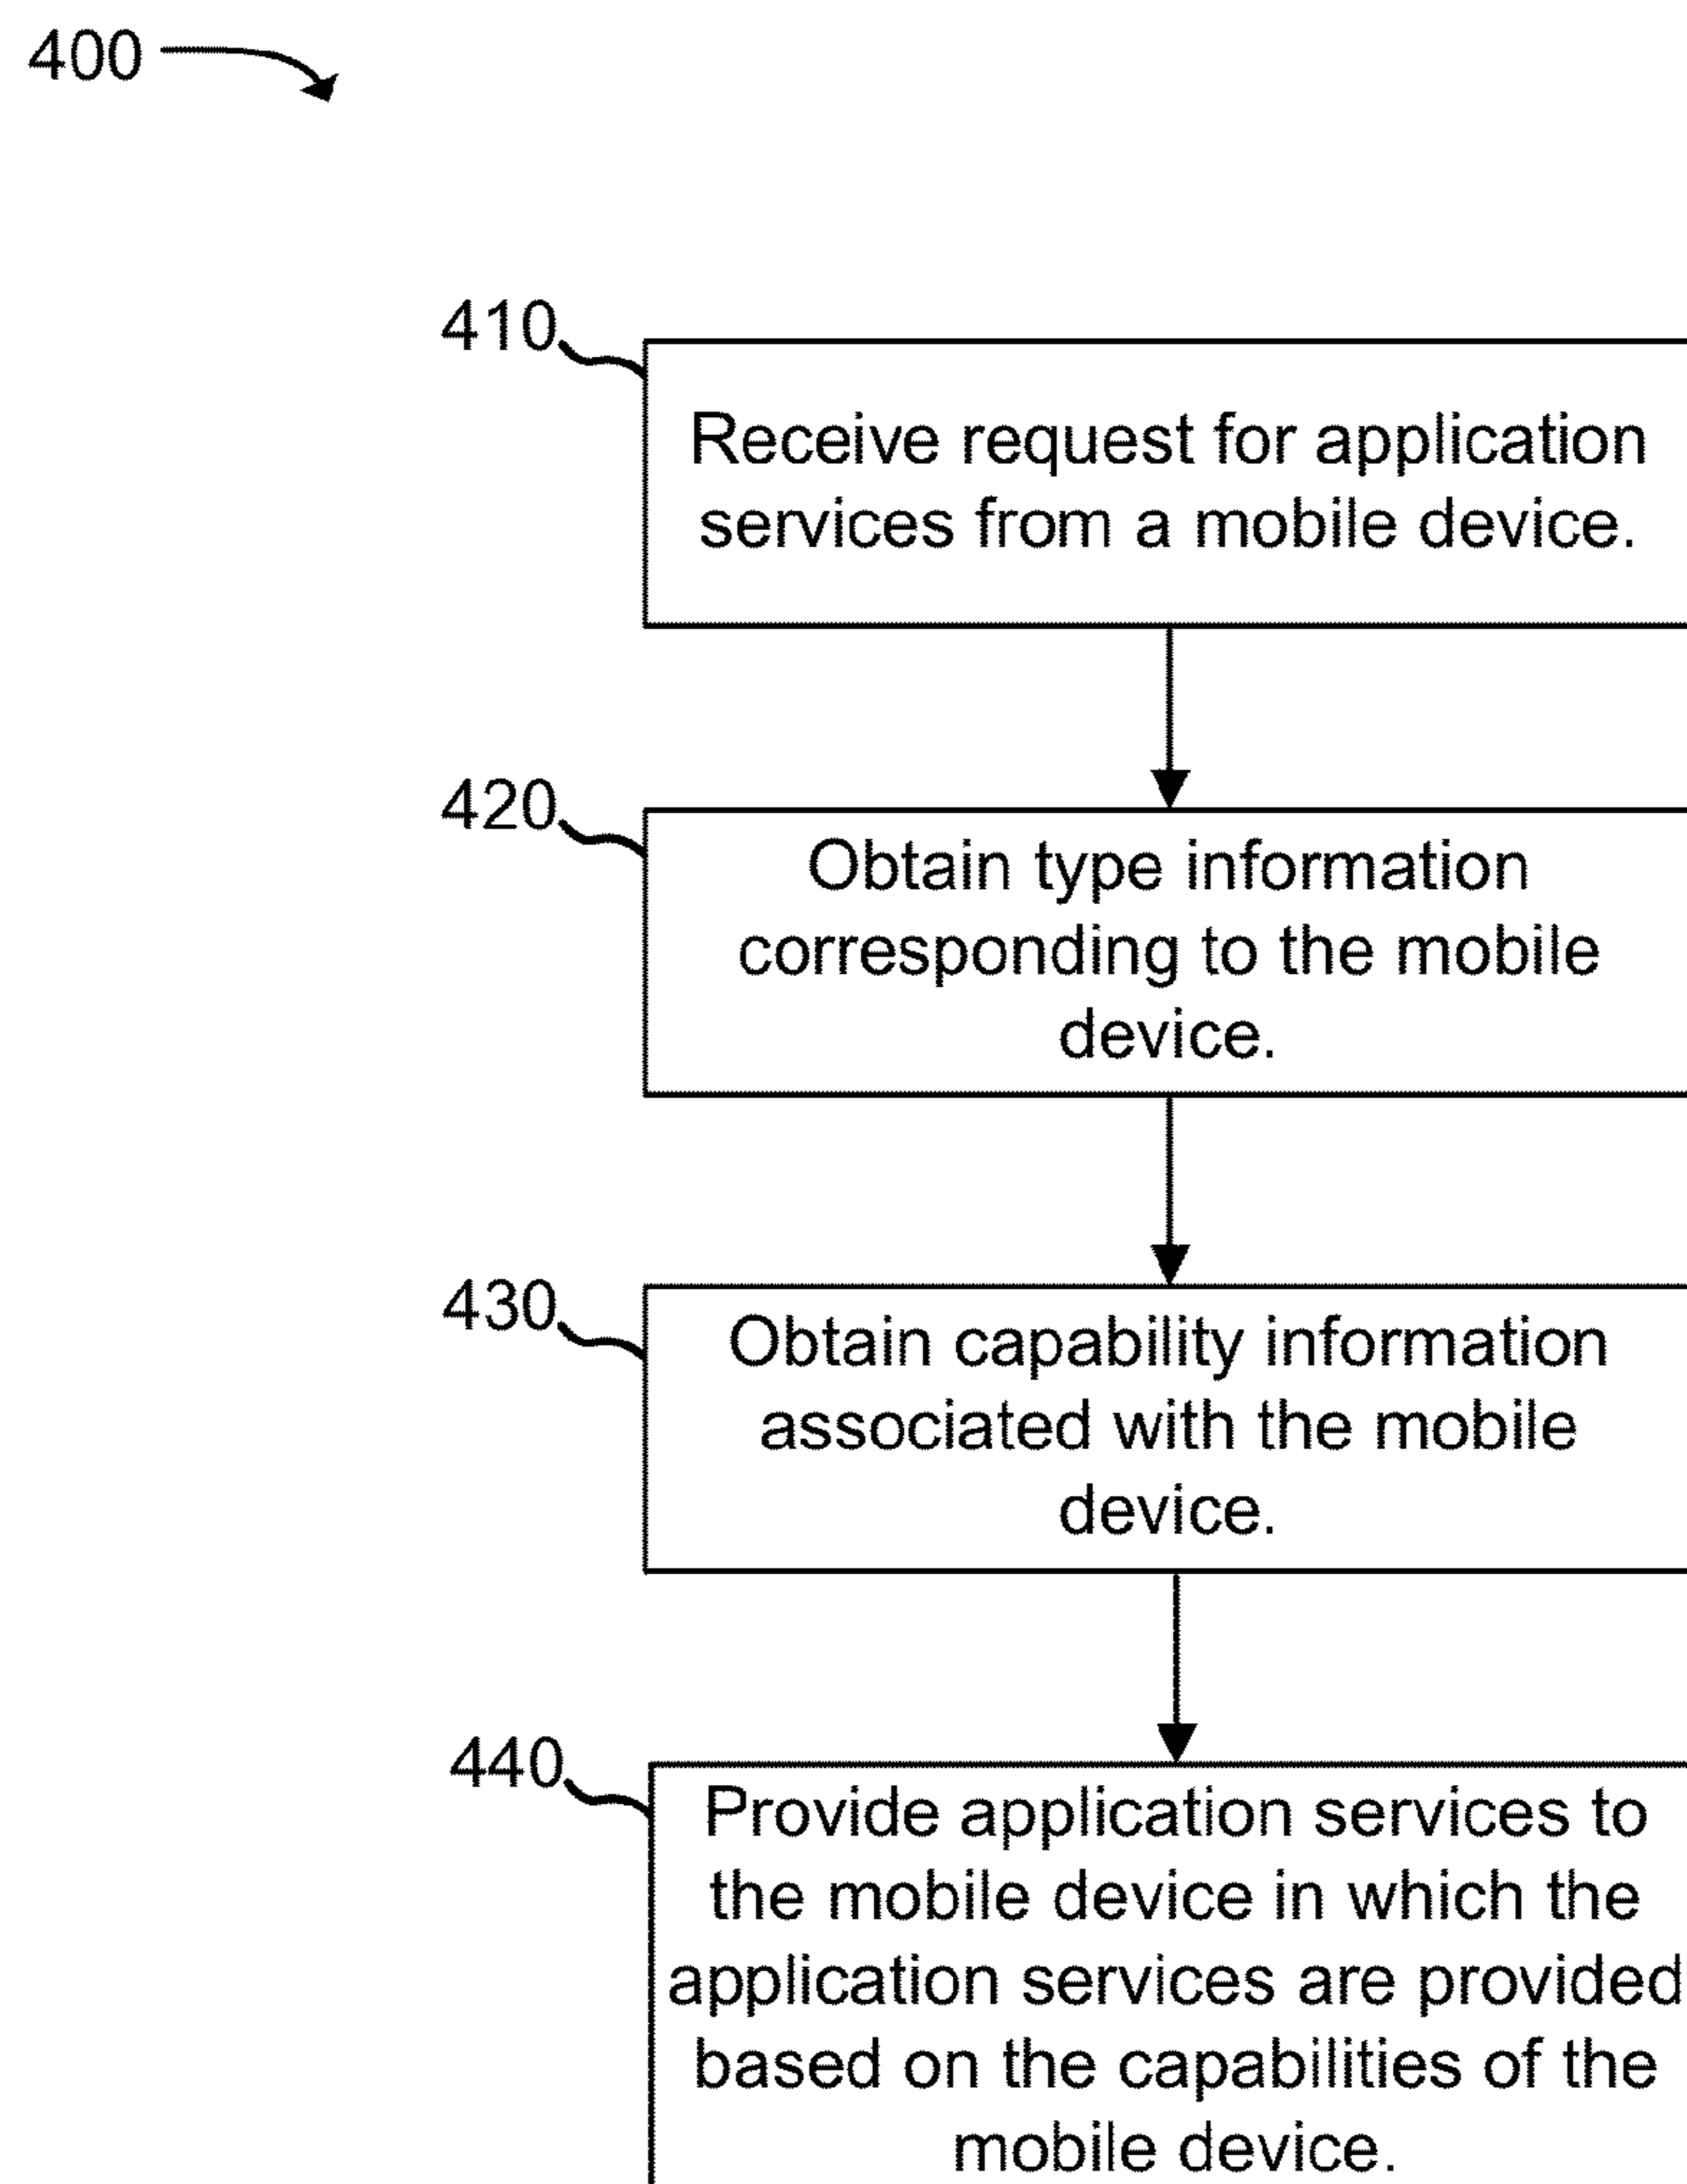 400
410
Receive request for application
services from a mobile device.
420
Obtain type information
corresponding to the mobile
device.
430
Obtain capability information
associated with the mobile
device.
440
Provide application services to
the mobile device in which the
application services are provided
based on the capabilities of the
mobile device.